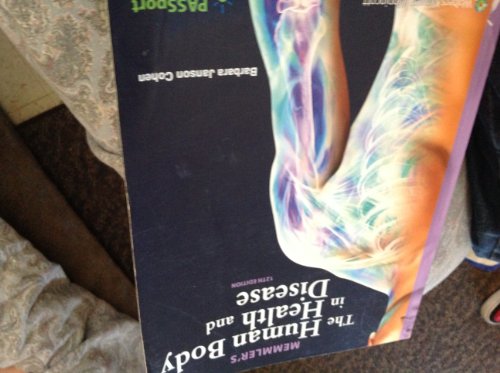 MEMMLER'S
The Human Body
in Health and
Disease
12TH EDITION
Barbara Janson Cohen
PASSport